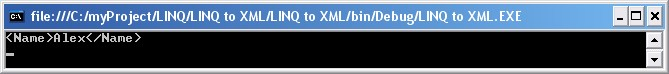 file:///C:/myProject/LINQ/LINQ to XML/LINQ to XML/bin/Debug/LINQ to XML.EXE
<Name>Alex</Name>